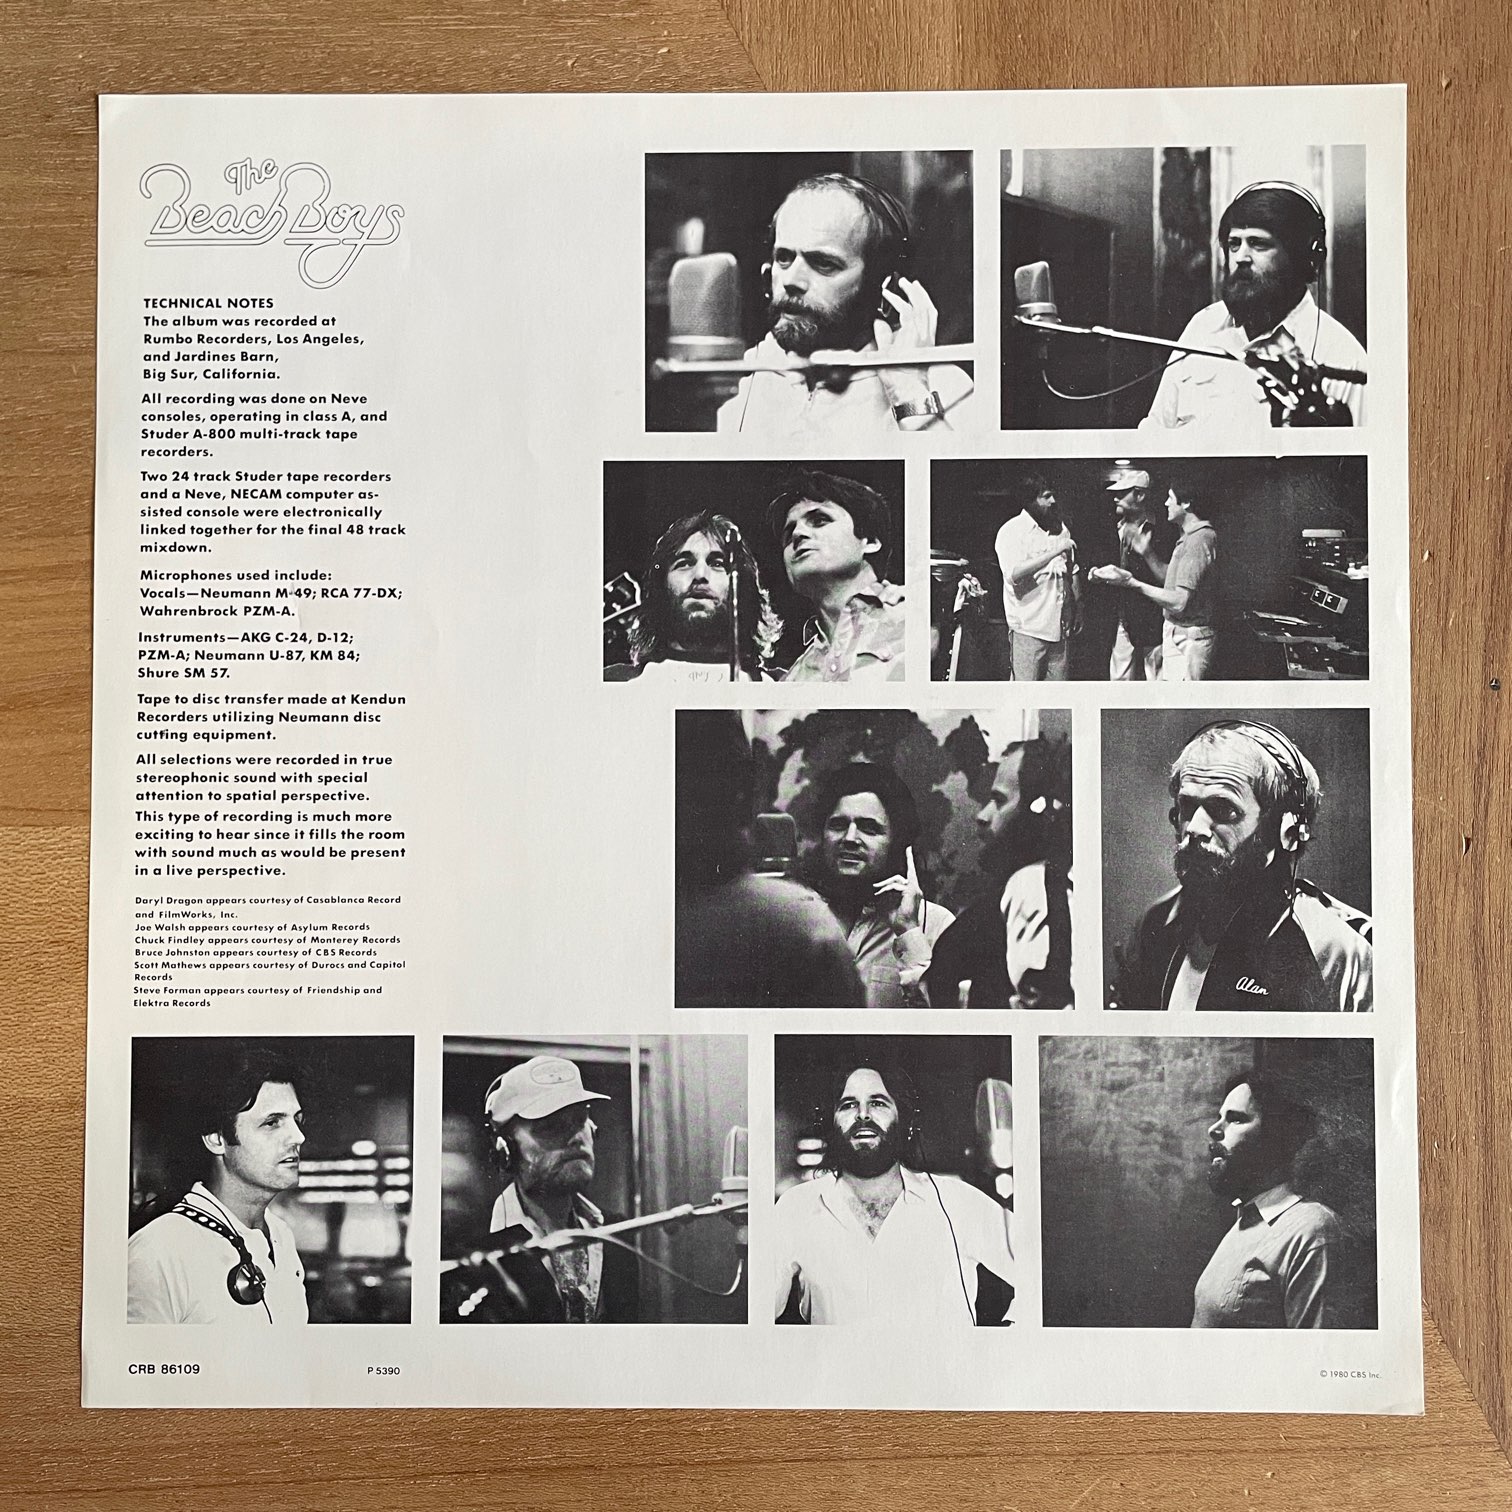 The
Beach Boys
TECHNICAL NOTES
The album was recorded at
Rumbo Recorders, Los Angeles,
and Jardines Barn,
Big Sur, California.
All recording was done on Neve
consoles, operating in class A, and
Studer A-800 multi-track tape
recorders.
Two 24 track Studer tape recorders
and a Neve, NECAM computer as-
sisted console were electronically
linked together for the final 48 track
mixdown.
Microphones used include:
Vocals—Neumann M-49; RCA 77-DX;
Wahrenbrock PZM-A.
Instruments—AKG C-24, D-12;
PZM-A; Neumann U-87, KM 84;
Shure SM 57.
Tape to disc transfer made at Kendun
Recorders utilizing Neumann disc
cutting equipment.
All selections were recorded in true
stereophonic sound with special
attention to spatial perspective.
This type of recording is much more
exciting to hear since it fills the room
with sound much as would be present
in a live perspective.
Daryl Dragon appears courtesy of Casablanca Record
and FilmWorks, Inc.
Joe Walsh appears courtesy of Asylum Records
Chuck Findley appears courtesy of Monterey Records
Bruce Johnston appears courtesy of CBS Records
Scott Mathews appears courtesy of Durocs and Capitol
Records
Steve Forman appears courtesy of Friendship and
Elektra Records
Alan
CRB 86109
P 5390
© 1980 CBS Inc.